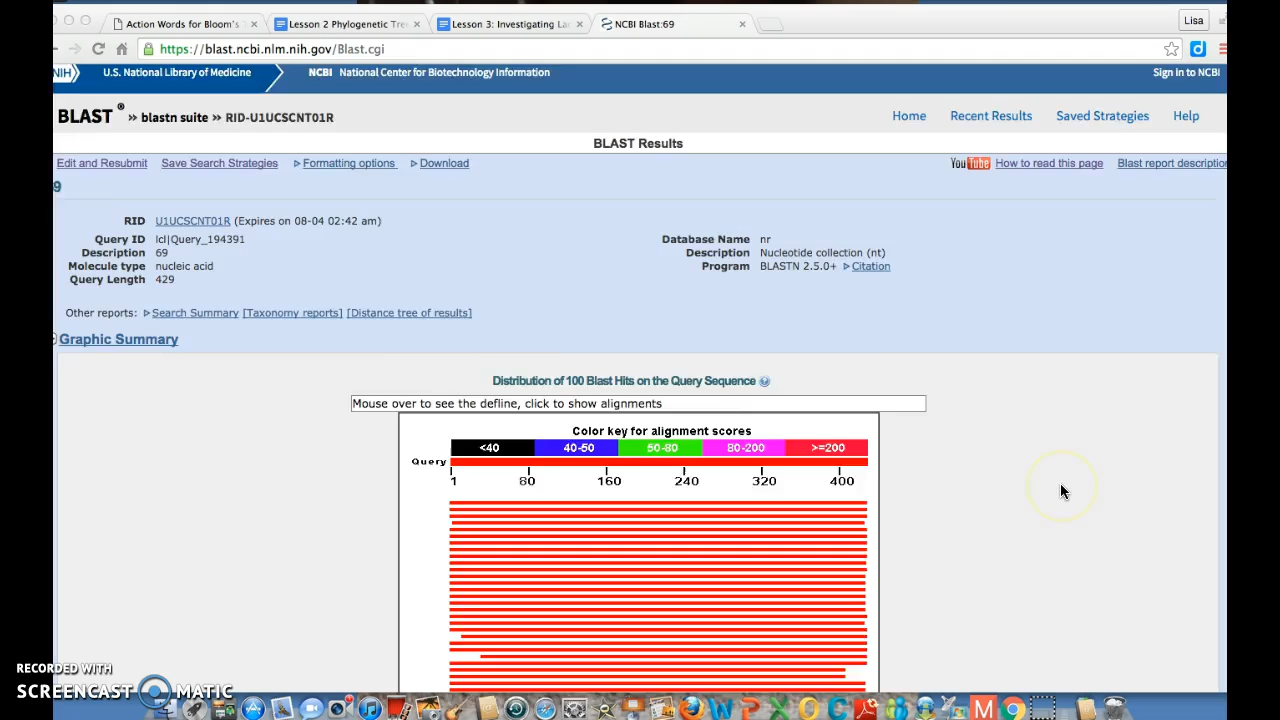 Action Words for Bloom's Lesson 2 Phylogenetic Tre Lesson 3: Investigating La NCBI Blast:69 Lisa
https://blast.ncbi.nlm.nih.gov/Blast.cgi
NIH U.S. National Library of Medicine NCBI National Center for Biotechnology Information Sign in to NCBI
BLAST ® » blastn suite » RID-U1UCSCNT01R Home Recent Results Saved Strategies Help
BLAST Results
Edit and Resubmit Save Search Strategies Formatting options Download You Tube How to read this page Blast report description
9
RID U1UCSCNT01R (Expires on 08-04 02:42 am)
Query ID lcl|Query_194391 Database Name nr
Description 69 Description Nucleotide collection (nt)
Molecule type nucleic acid Program BLASTN 2.5.0+ Citation
Query Length 429
Other reports: Search Summary [Taxonomy reports] [Distance tree of results]
Graphic Summary
Distribution of 100 Blast Hits on the Query Sequence
Mouse over to see the defline, click to show alignments
Color key for alignment scores
<40 40-50 50-80 80-200 >=200
Query
1 80 160 240 320 400
RECORDED WITH
SCREENCAST MATIC